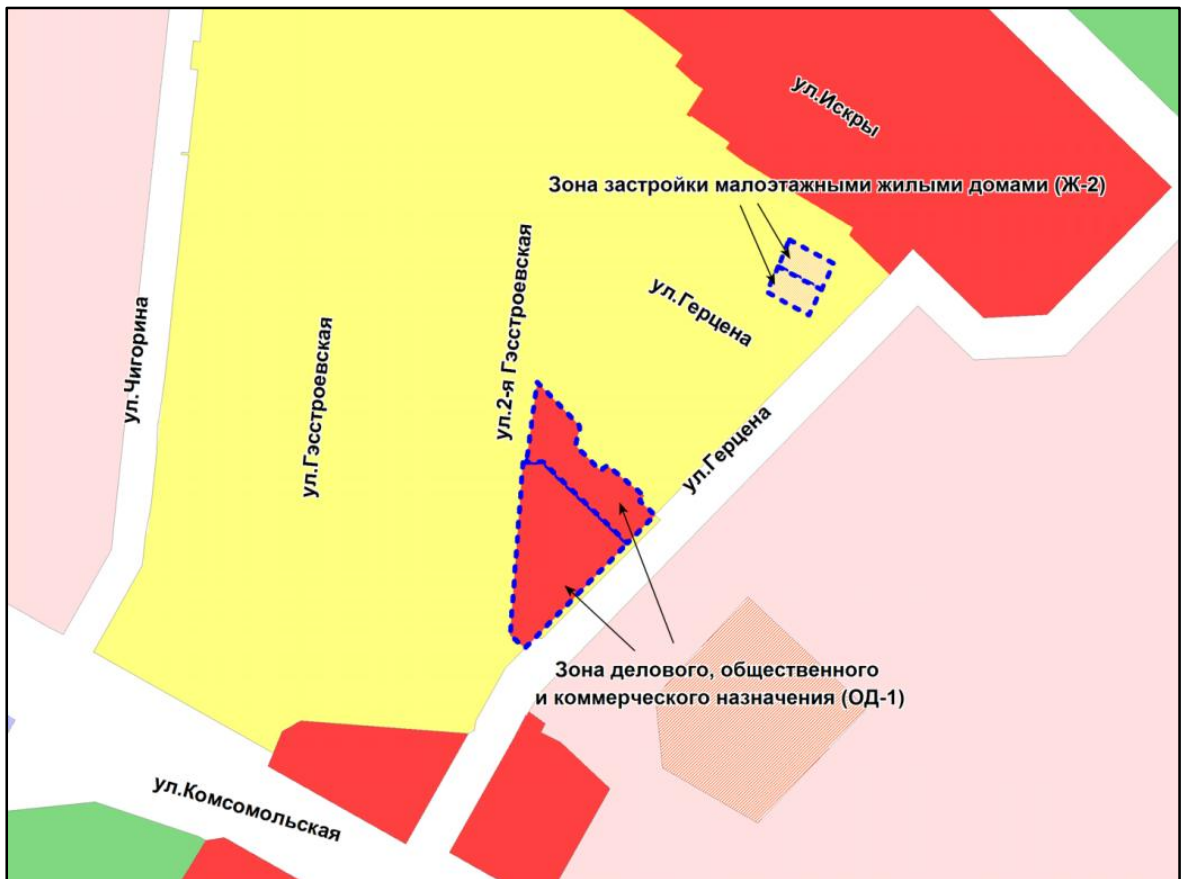 ул.Искры
Зона застройки малоэтажными жилыми домами (Ж-2)
ул.2-я Гэсстроевская
ул.Герцена
ул.Чигорина
ул.Гэсстроевская
ул.Герцена
Зона делового, общественного
и коммерческого назначения (ОД-1)
ул.Комсомольская